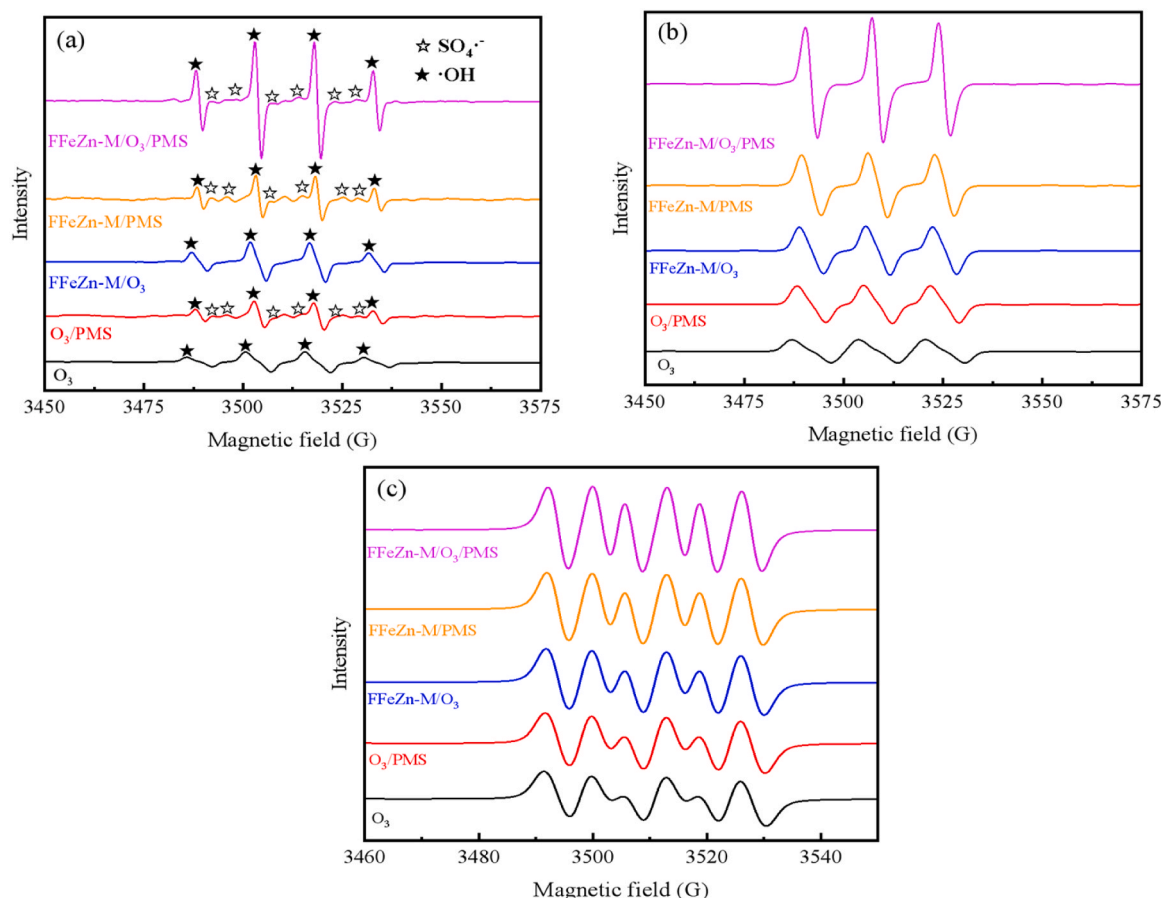 (a)
☆ SO₄·⁻
★ ·OH
FFeZn-M/O₃/PMS
FFeZn-M/PMS
FFeZn-M/O₃
O₃/PMS
O₃
Intensity
3450 3475 3500 3525 3550 3575
Magnetic field (G)
(b)
FFeZn-M/O₃/PMS
FFeZn-M/PMS
FFeZn-M/O₃
O₃/PMS
O₃
Intensity
3450 3475 3500 3525 3550 3575
Magnetic field (G)
(c)
FFeZn-M/O₃/PMS
FFeZn-M/PMS
FFeZn-M/O₃
O₃/PMS
O₃
Intensity
3460 3480 3500 3520 3540
Magnetic field (G)